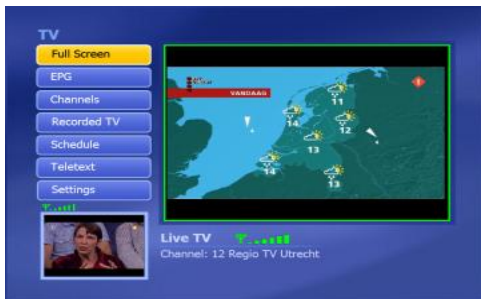 TV
Full Screen
EPG
Channels
Recorded TV
Schedule
Teletext
Settings
VANDAAG
11
14
12
13
14
13
Live TV
Channel: 12 Regio TV Utrecht